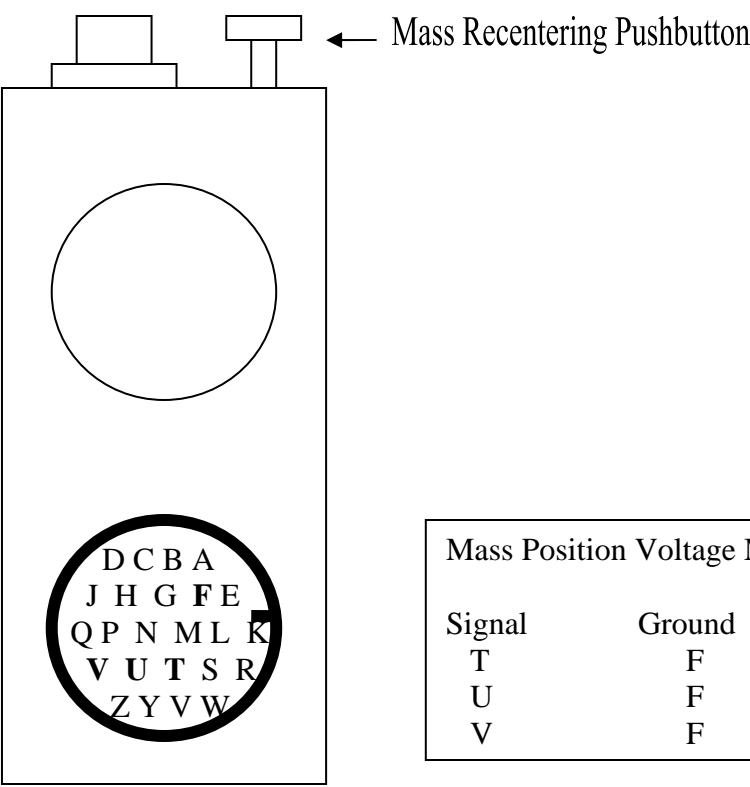 Mass Recentering Pushbutton
D C B A
J H G F E
Q P N M L K
V U T S R
Z Y V W
Mass Position Voltage
Signal Ground
T F
U F
V F